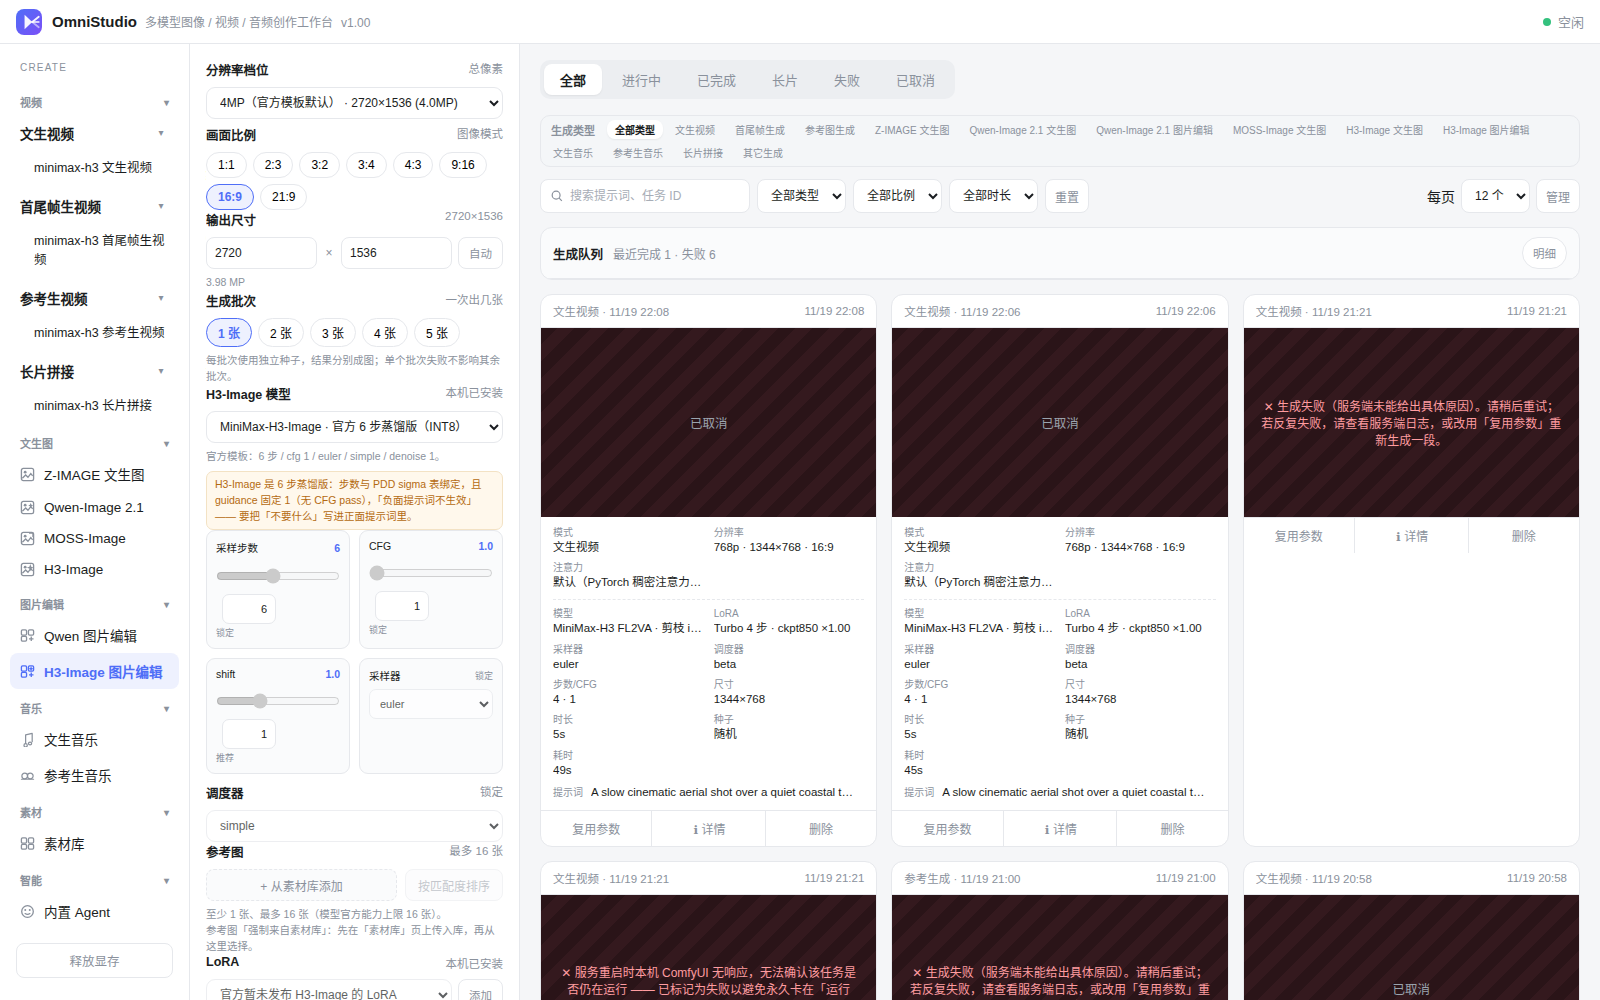 OmniStudio 多模型图像 / 视频 / 音频创作工作台 v1.00
空闲
CREATE
视频
文生视频
minimax-h3 文生视频
首尾帧生视频
minimax-h3 首尾帧生视
频
参考生视频
minimax-h3 参考生视频
长片拼接
minimax-h3 长片拼接
文生图
Z-IMAGE 文生图
Qwen-Image 2.1
MOSS-Image
H3-Image
图片编辑
Qwen 图片编辑
H3-Image 图片编辑
音乐
文生音乐
参考生音乐
素材
素材库
智能
内置 Agent
释放显存
分辨率档位 总像素
4MP（官方模板默认） · 2720×1536 (4.0MP)
画面比例 图像模式
1:1 2:3 3:2 3:4 4:3 9:16
16:9 21:9
输出尺寸 2720×1536
2720 × 1536 自动
3.98 MP
生成批次 一次出几张
1 张 2 张 3 张 4 张 5 张
每批次使用独立种子，结果分别成图；单个批次失败不影响其余
批次。
H3-Image 模型 本机已安装
MiniMax-H3-Image · 官方 6 步蒸馏版（INT8）
官方模板：6 步 / cfg 1 / euler / simple / denoise 1。
H3-Image 是 6 步蒸馏版：步数与 PDD sigma 表绑定，且
guidance 固定 1（无 CFG pass），「负面提示词不生效」
—— 要把「不要什么」写进正面提示词里。
采样步数 6
6
锁定
CFG 1.0
1
锁定
shift 1.0
1
推荐
采样器 锁定
euler
调度器 锁定
simple
参考图 最多 16 张
+ 从素材库添加 按匹配度排序
至少 1 张、最多 16 张（模型官方能力上限 16 张）。
参考图「强制来自素材库」：先在「素材库」页上传入库，再从
这里选择。
LoRA 本机已安装
官方暂未发布 H3-Image 的 LoRA 添加
全部 进行中 已完成 长片 失败 已取消
生成类型 全部类型 文生视频 首尾帧生成 参考图生成 Z-IMAGE 文生图 Qwen-Image 2.1 文生图 Qwen-Image 2.1 图片编辑 MOSS-Image 文生图 H3-Image 文生图 H3-Image 图片编辑
文生音乐 参考生音乐 长片拼接 其它生成
搜索提示词、任务 ID 全部类型 全部比例 全部时长 重置 每页 12 个 管理
生成队列 最近完成 1 · 失败 6 明细
文生视频 · 11/19 22:08 11/19 22:08
已取消
模式 分辨率
文生视频 768p · 1344×768 · 16:9
注意力
默认（PyTorch 稠密注意力…
模型 LoRA
MiniMax-H3 FL2VA · 剪枝 i… Turbo 4 步 · ckpt850 ×1.00
采样器 调度器
euler beta
步数/CFG 尺寸
4 · 1 1344×768
时长 种子
5s 随机
耗时
49s
提示词 A slow cinematic aerial shot over a quiet coastal t…
复用参数 ℹ 详情 删除
文生视频 · 11/19 22:06 11/19 22:06
已取消
模式 分辨率
文生视频 768p · 1344×768 · 16:9
注意力
默认（PyTorch 稠密注意力…
模型 LoRA
MiniMax-H3 FL2VA · 剪枝 i… Turbo 4 步 · ckpt850 ×1.00
采样器 调度器
euler beta
步数/CFG 尺寸
4 · 1 1344×768
时长 种子
5s 随机
耗时
45s
提示词 A slow cinematic aerial shot over a quiet coastal t…
复用参数 ℹ 详情 删除
文生视频 · 11/19 21:21 11/19 21:21
✕ 生成失败（服务端未能给出具体原因）。请稍后重试；
若反复失败，请查看服务端日志，或改用「复用参数」重
新生成一段。
复用参数 ℹ 详情 删除
文生视频 · 11/19 21:21 11/19 21:21
✕ 服务重启时本机 ComfyUI 无响应，无法确认该任务是
否仍在运行 —— 已标记为失败以避免永久卡在「运行
参考生成 · 11/19 21:00 11/19 21:00
✕ 生成失败（服务端未能给出具体原因）。请稍后重试；
若反复失败，请查看服务端日志，或改用「复用参数」重
文生视频 · 11/19 20:58 11/19 20:58
已取消